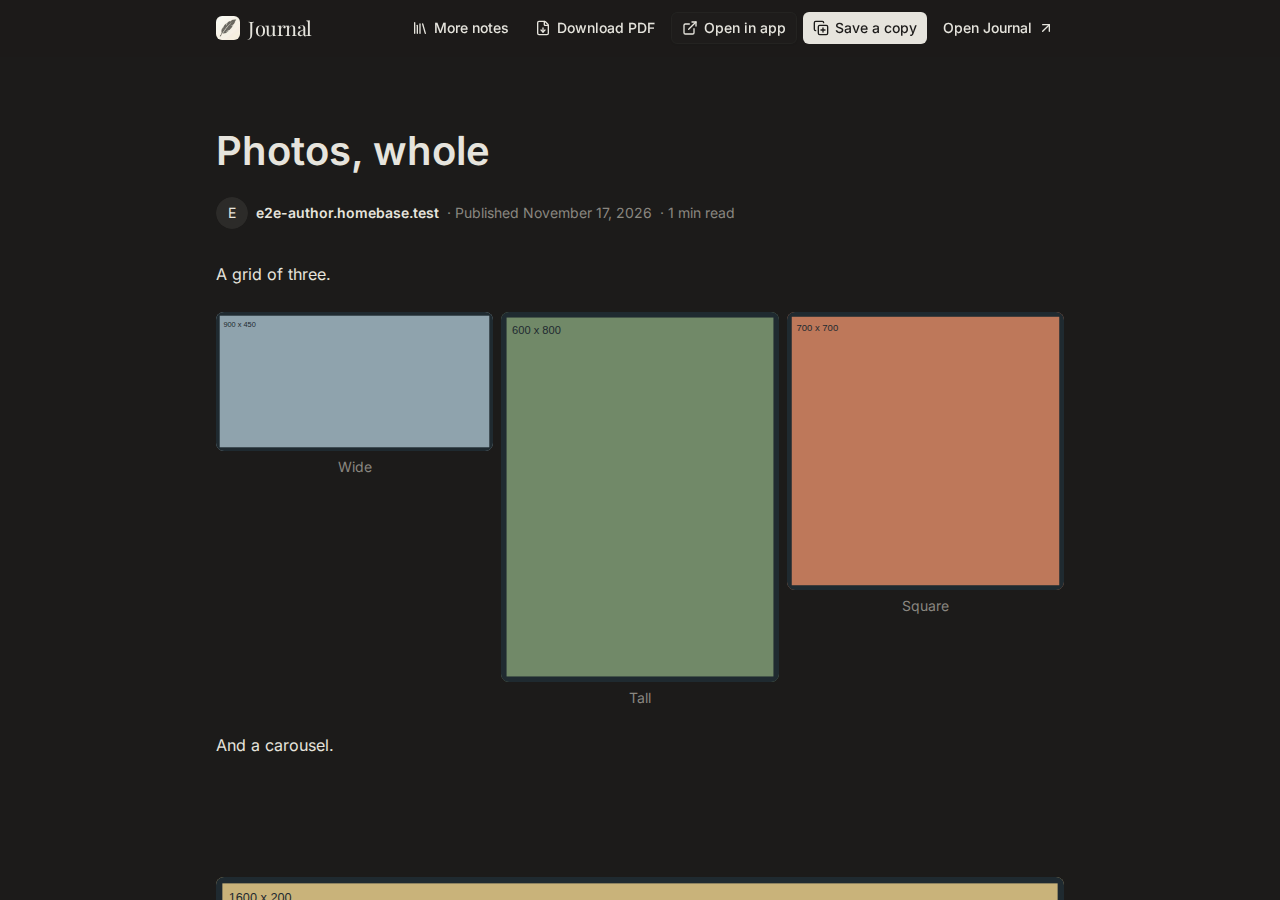 Journal
More notes
Download PDF
Open in app
Save a copy
Open Journal
Photos, whole
E
e2e-author.homebase.test · Published November 17, 2026 · 1 min read
A grid of three.
900 x 450
600 x 800
700 x 700
Wide
Square
Tall
And a carousel.
1600 x 200